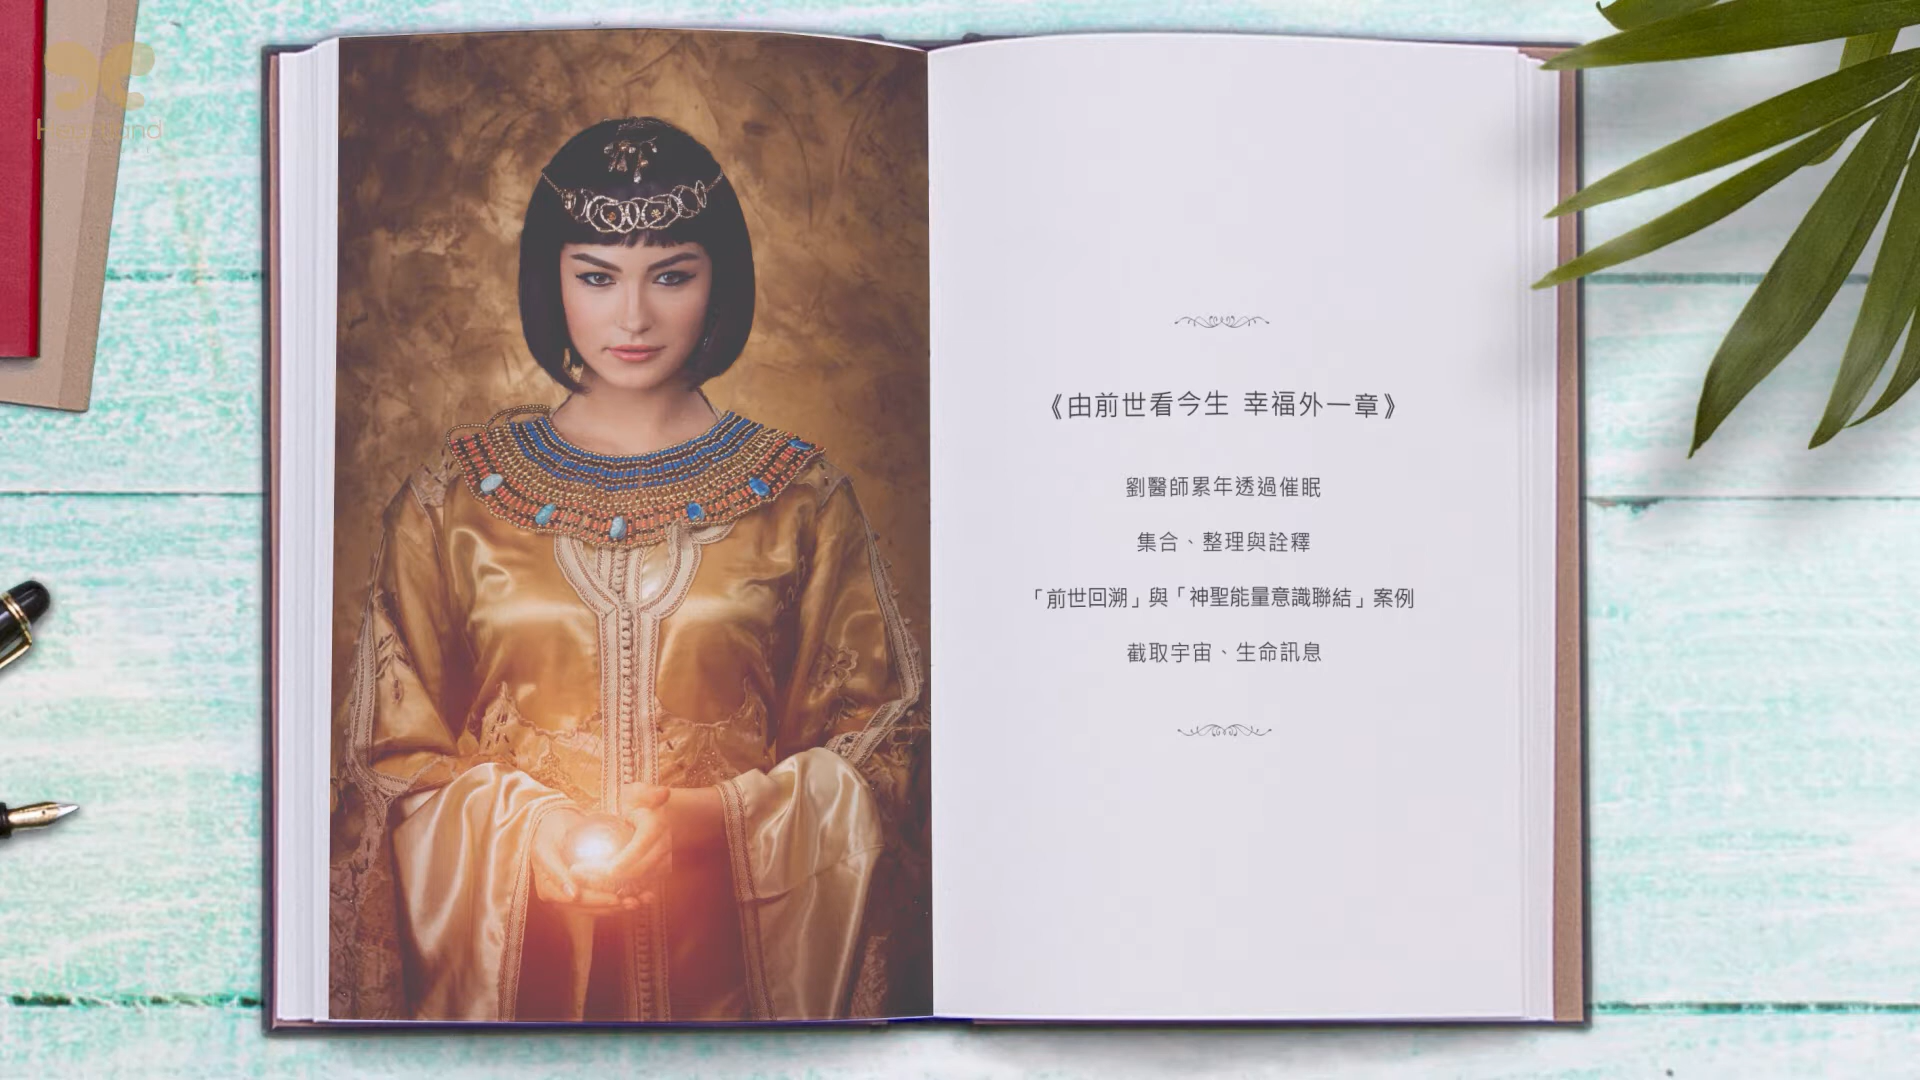 《由前世看今生 幸福外一章》
劉醫師累年透過催眠
集合、整理與詮釋
「前世回溯」與「神聖能量意識聯結」案例
截取宇宙、生命訊息